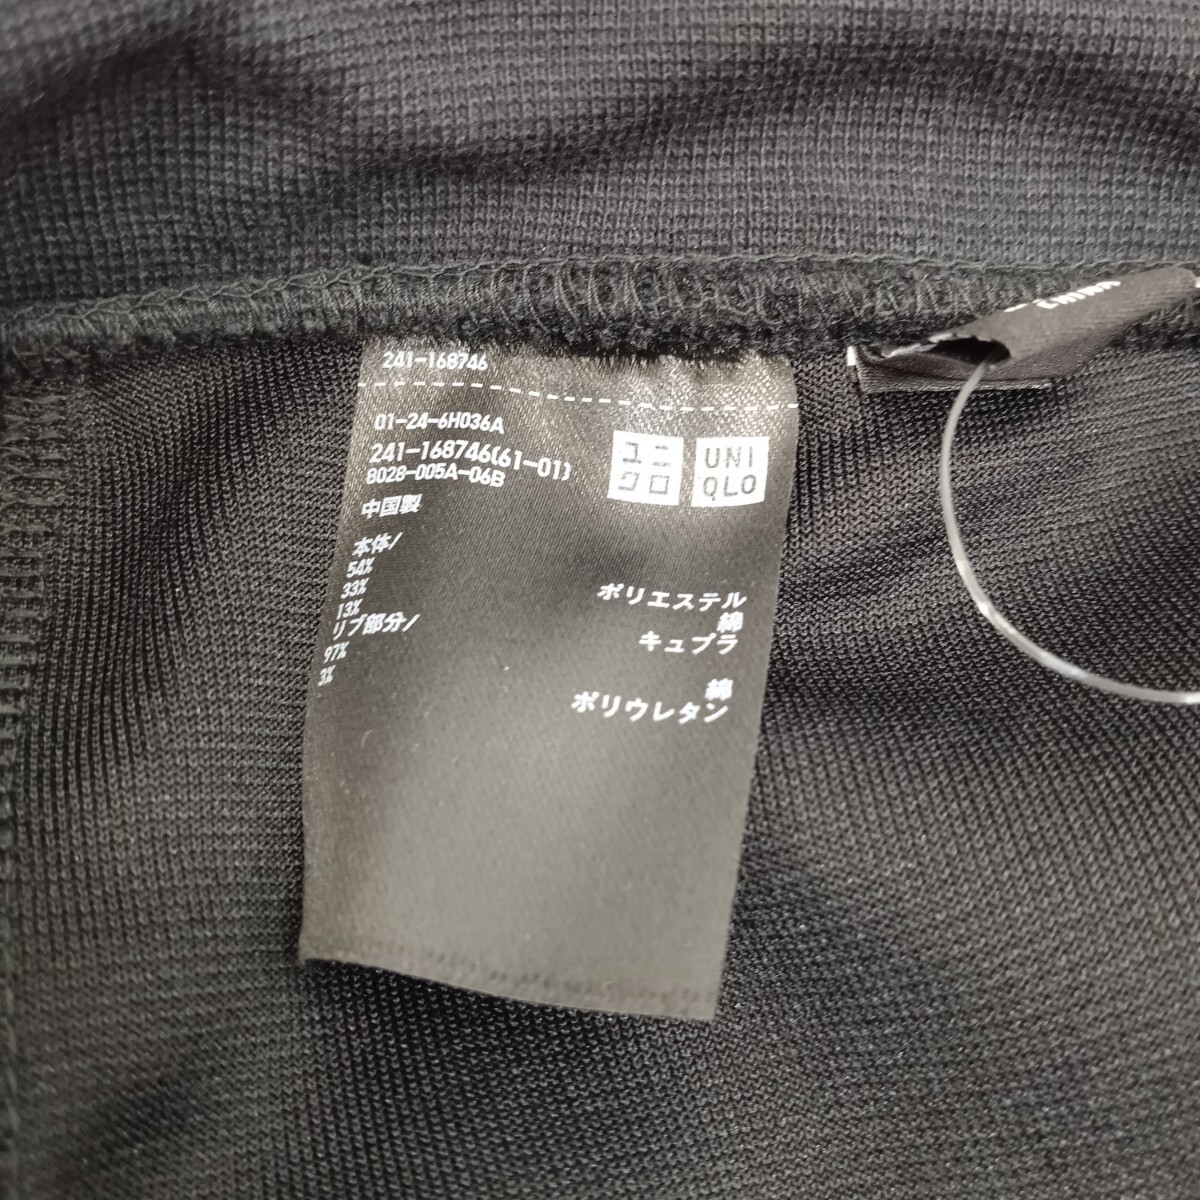 CHINA
241-168746
01-24-6H036A
241-168746(61-01)
8028-005A-06B
中国製
ユニ
クロ
UNI
QLO
本体/
54% ポリエステル
33% 綿
13% キュプラ
リブ部分/
97% 綿
3% ポリウレタン